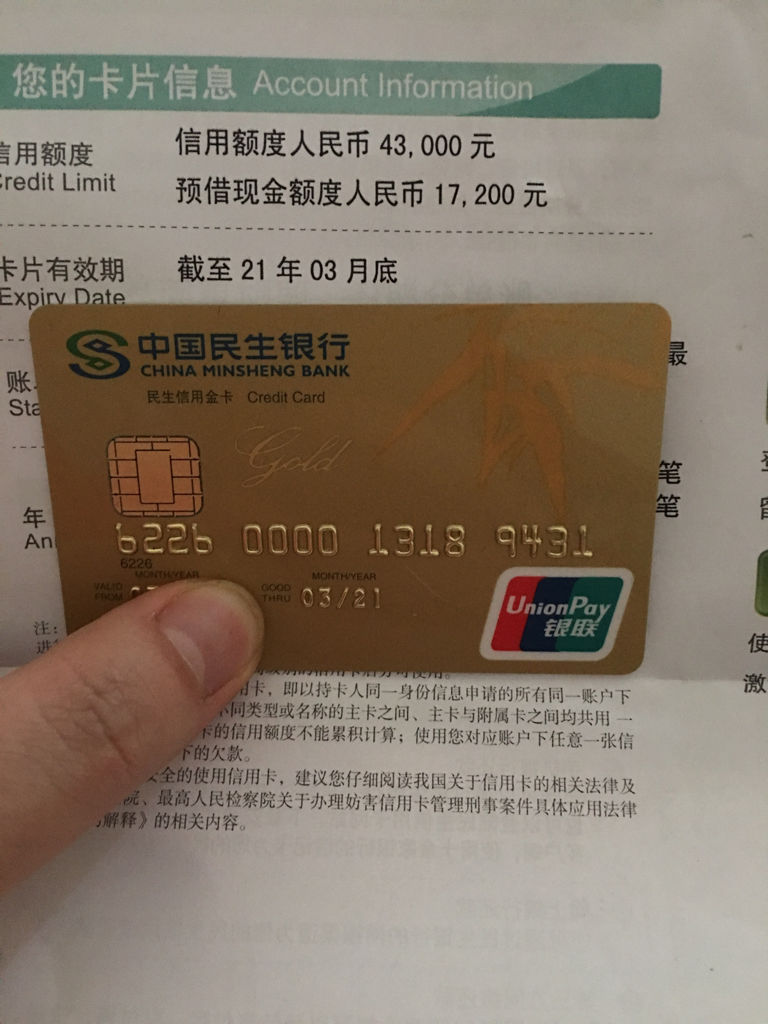 您的卡片信息 Account Information
信用额度
Credit Limit
信用额度人民币 43,000 元
预借现金额度人民币 17,200 元
卡片有效期
Expiry Date
截至 21 年 03 月底
最
账
Sta
笔
笔
年
An
中国民生银行
CHINA MINSHENG BANK
民生信用金卡 Credit Card
Gold
6226 0000 1318 9431
6226
MONTH/YEAR MONTH/YEAR
VALID FROM GOOD THRU 03/21
UnionPay
银联
注:
用卡，即以持卡人同一身份信息申请的所有同一账户下
不同类型或名称的主卡之间、主卡与附属卡之间均共用一
卡的信用额度不能累积计算；使用您对应账户下任意一张信
下的欠款。
安全的使用信用卡，建议您仔细阅读我国关于信用卡的相关法律及
院、最高人民检察院关于办理妨害信用卡管理刑事案件具体应用法律
解释》的相关内容。
使
激